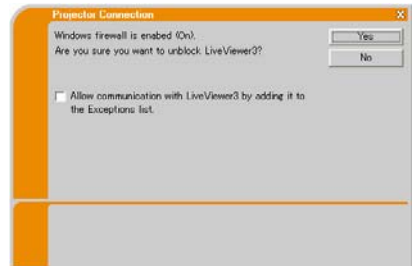 Projector Connection
Windows firewall is enabed (On).
Are you sure you want to unblock LiveViewer3?
Yes
No
Allow communication with LiveViewer3 by adding it to
the Exceptions list.